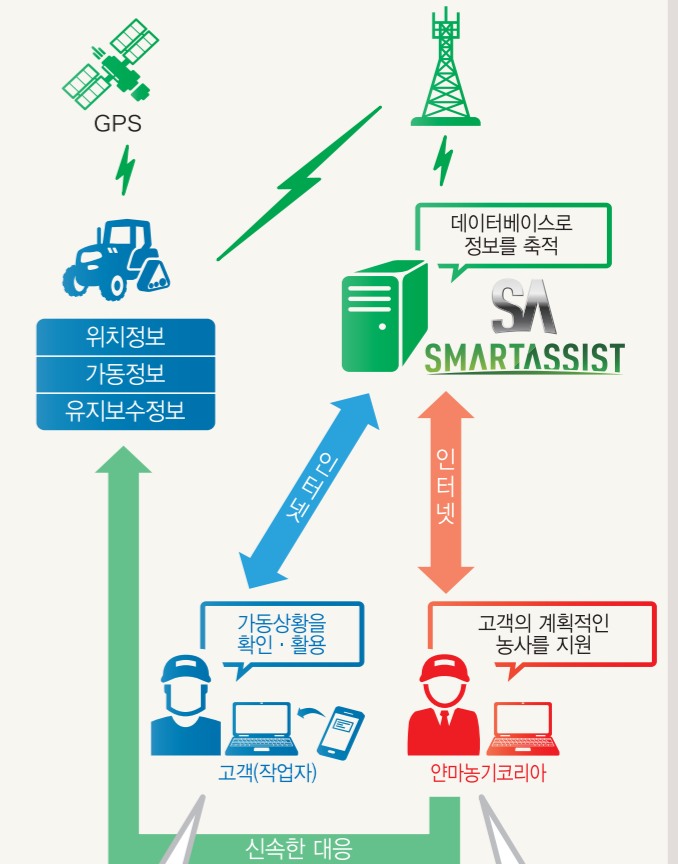 GPS
데이터베이스로
정보를 축적
SA
SMARTASSIST
위치정보
가동정보
유지보수정보
인터넷
인터넷
가동상황을
확인 · 활용
고객의 계획적인
농사를 지원
고객(작업자)
얀마농기코리아
신속한 대응